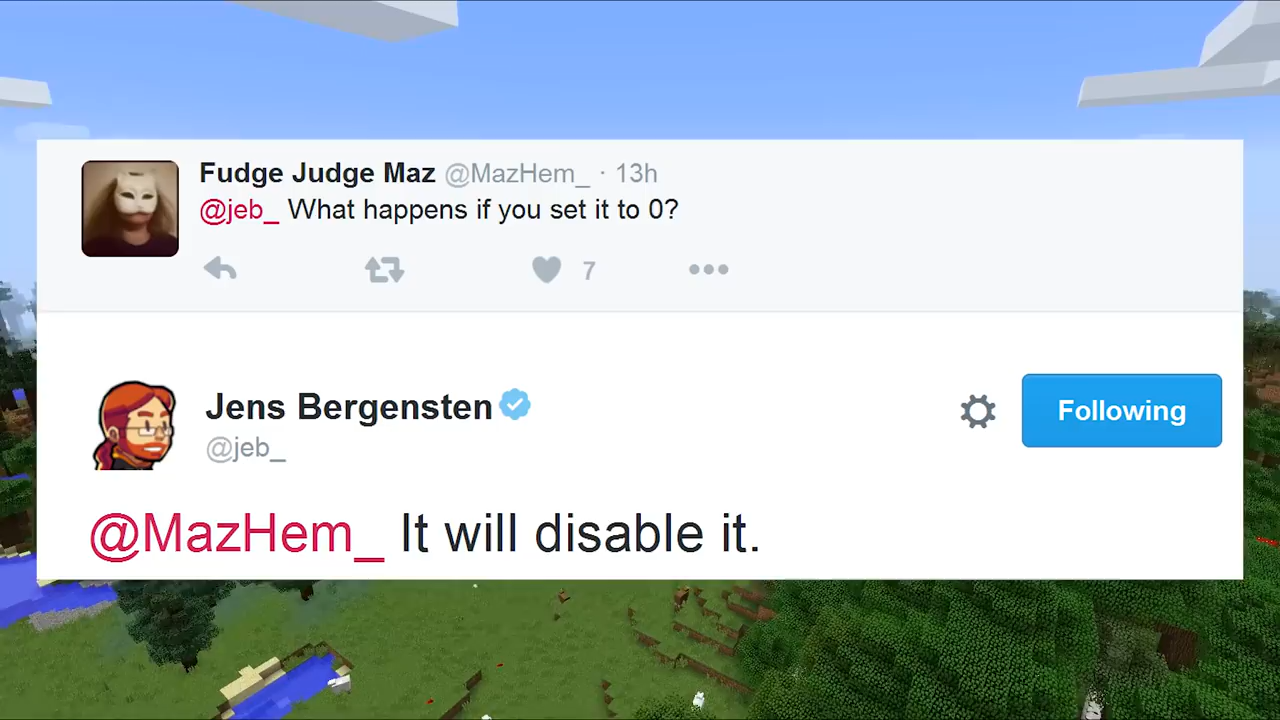 Fudge Judge Maz @MazHem_ · 13h
@jeb_ What happens if you set it to 0?
7
Jens Bergensten
@jeb_
Following
@MazHem_ It will disable it.